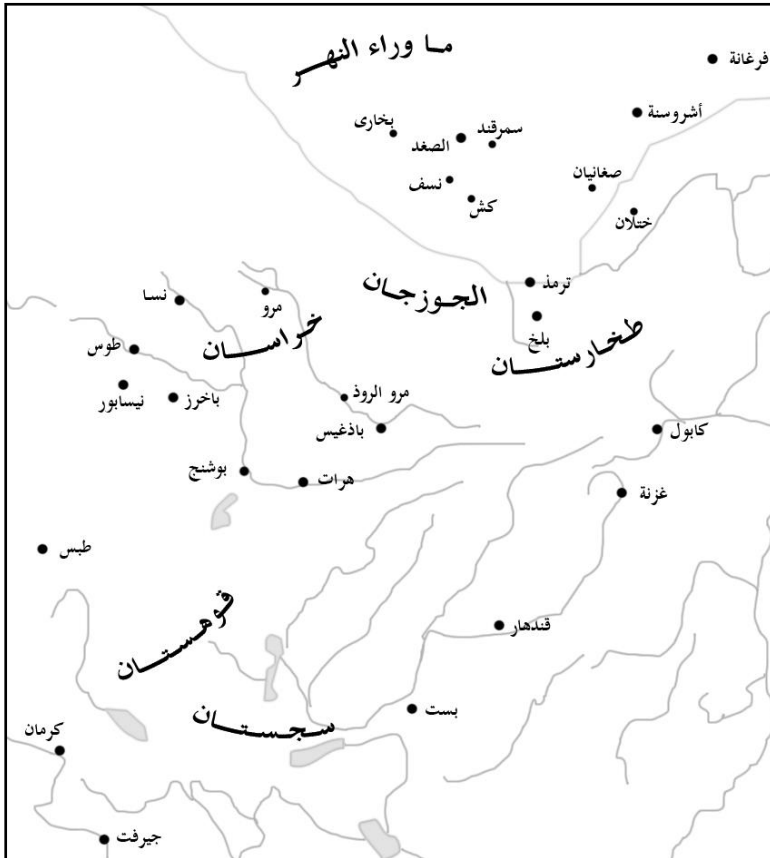 ما وراء النهر
فرغانة
أشروسنة
بخارى
سمرقند
الصغد
صغانيان
نسف
كش
ختلان
ترمذ
الجوزجان
نسا
مرو
بلخ
طخارستان
خراسان
طوس
نيسابور
باخرز
مرو الروذ
باذغيس
كابول
بوشنج
هرات
غزنة
طبس
قوهستان
قندهار
بست
سجستان
كرمان
جيرفت